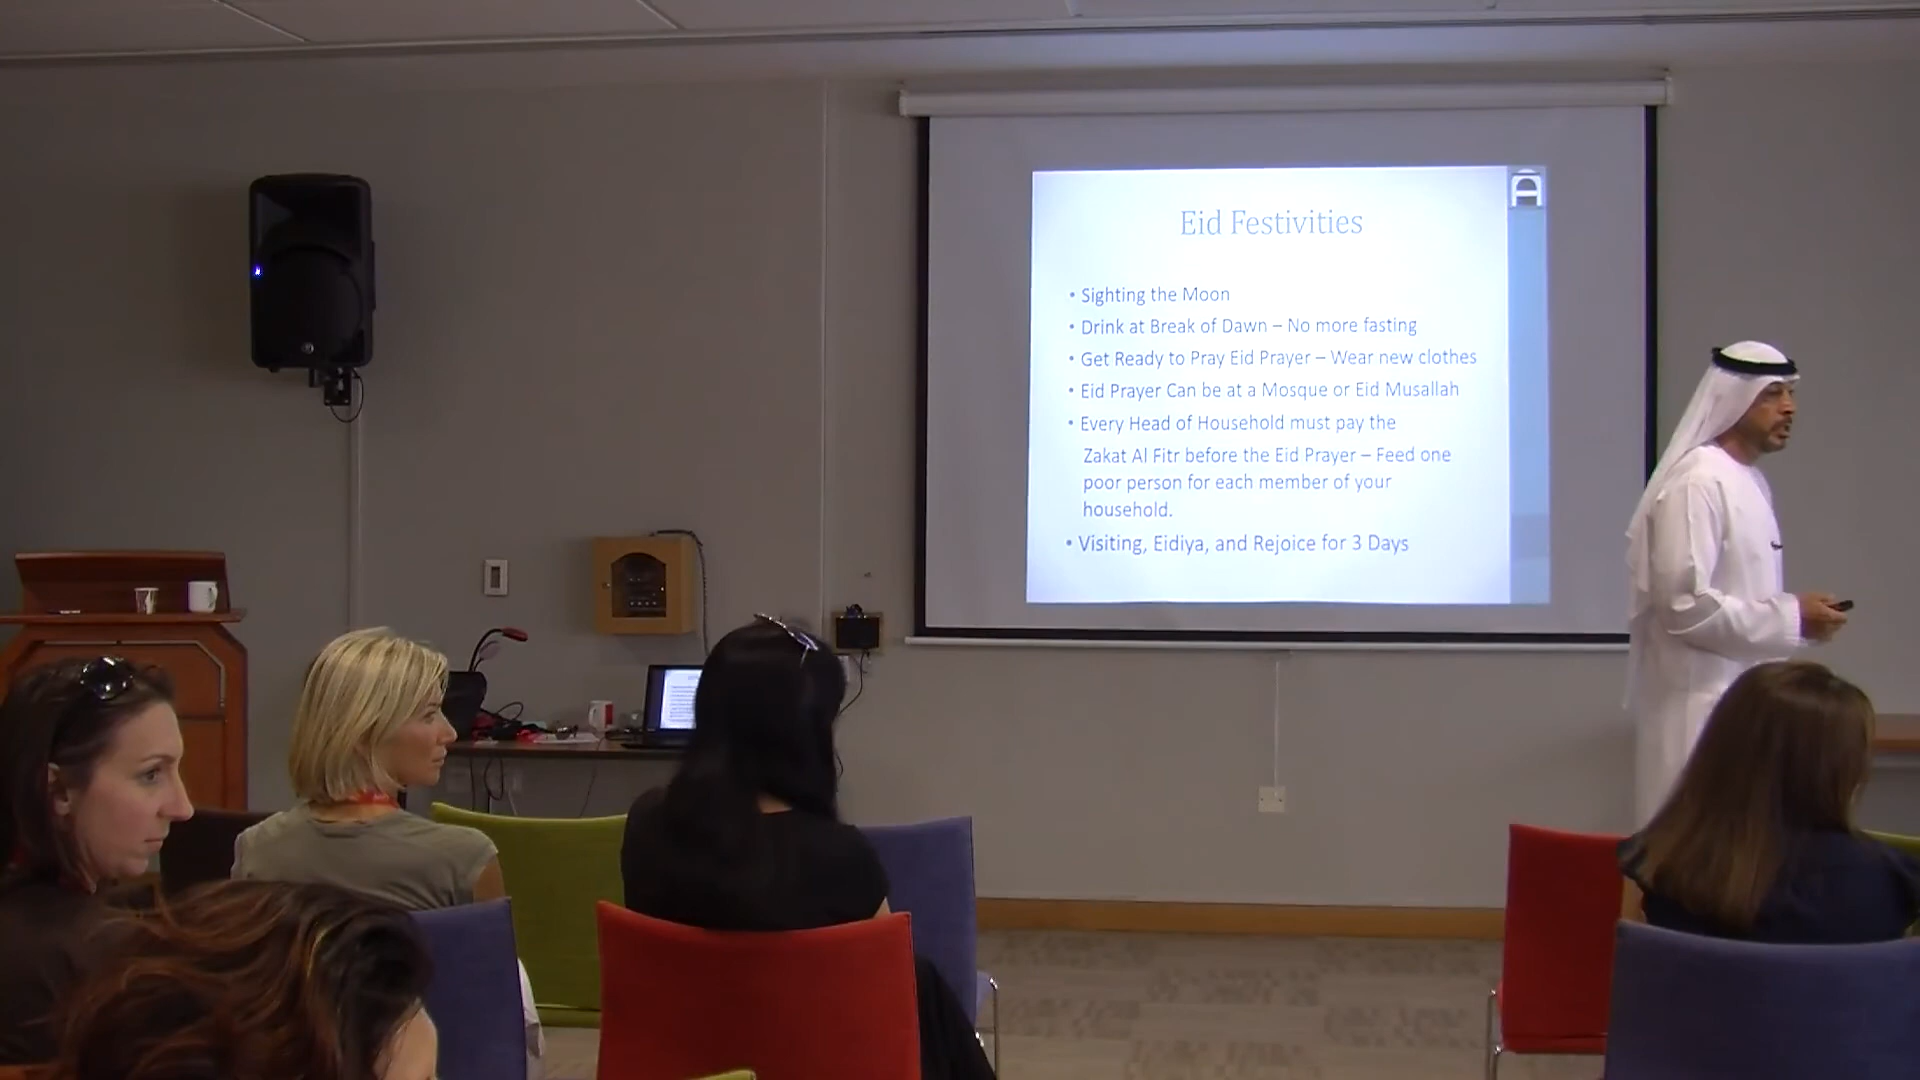 Eid Festivities
• Sighting the Moon
• Drink at Break of Dawn – No more fasting
• Get Ready to Pray Eid Prayer – Wear new clothes
• Eid Prayer Can be at a Mosque or Eid Musallah
• Every Head of Household must pay the
Zakat Al Fitr before the Eid Prayer – Feed one
poor person for each member of your
household.
• Visiting, Eidiya, and Rejoice for 3 Days